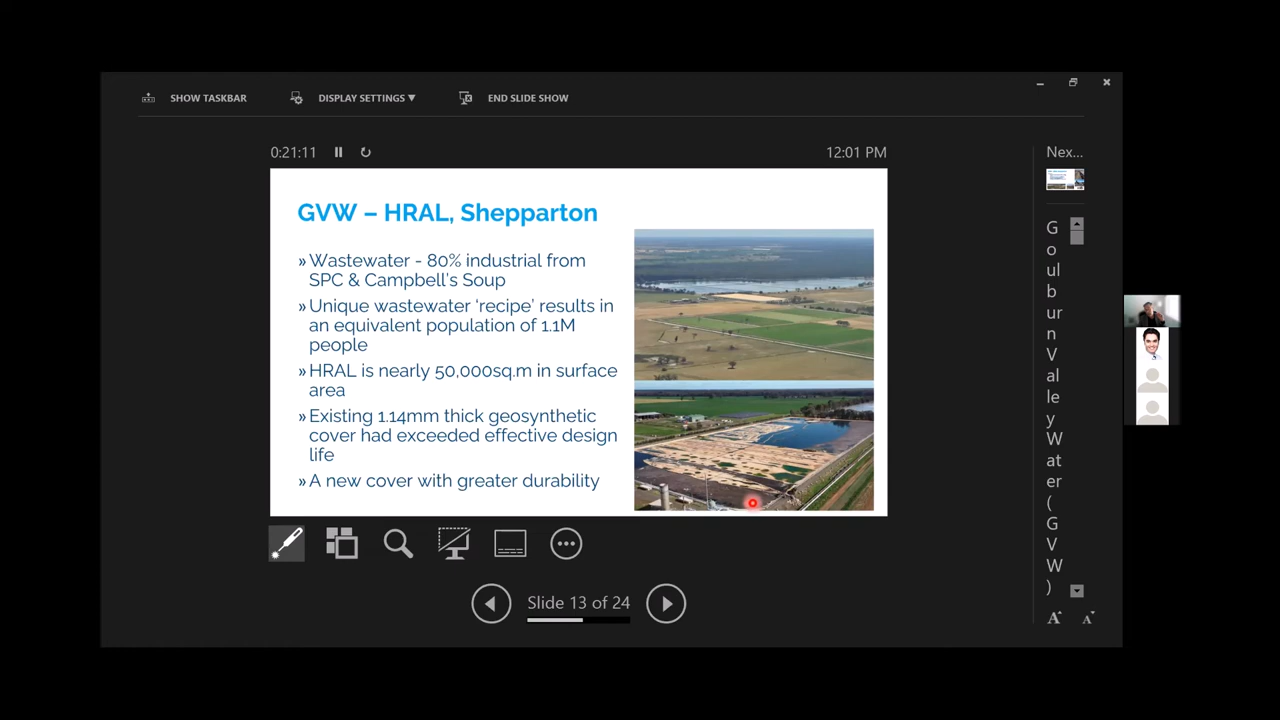 SHOW TASKBAR
DISPLAY SETTINGS ▼
END SLIDE SHOW
0:21:11
12:01 PM
Nex...
GVW – HRAL, Shepparton
» Wastewater - 80% industrial from
SPC & Campbell's Soup
» Unique wastewater ‘recipe’ results in
an equivalent population of 1.1M
people
» HRAL is nearly 50,000sq.m in surface
area
» Existing 1.14mm thick geosynthetic
cover had exceeded effective design
life
» A new cover with greater durability
Slide 13 of 24
G
o
ul
b
ur
n
V
al
le
y
W
at
er
(
G
V
W
)
A A